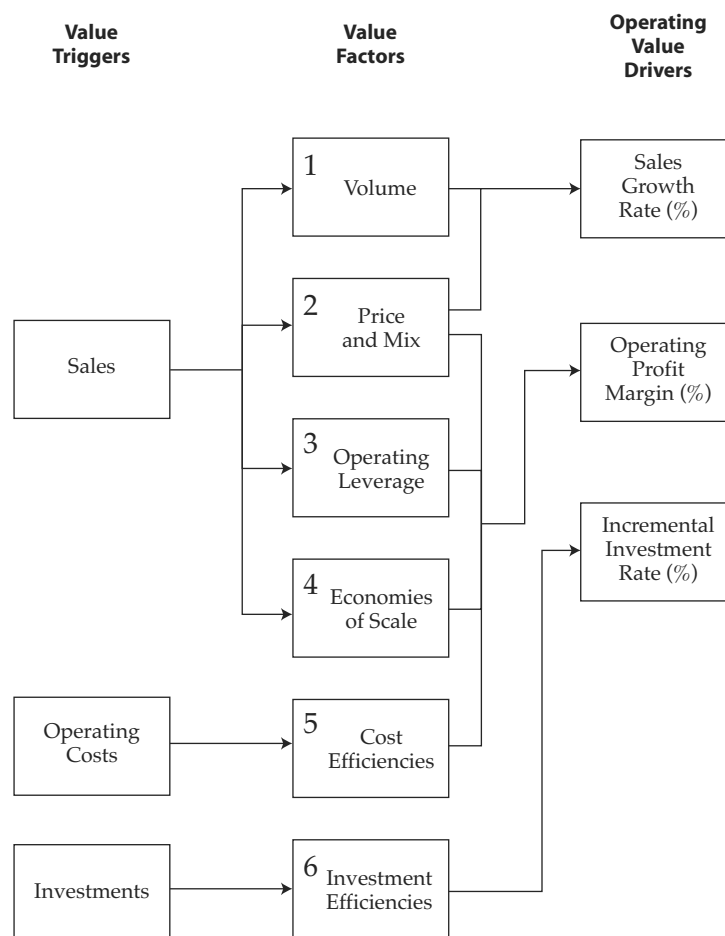 Value
Triggers
Value
Factors
Operating
Value
Drivers
1
Volume
Sales
Growth
Rate (%)
2
Price
and Mix
Sales
Operating
Profit
Margin (%)
3
Operating
Leverage
Incremental
Investment
Rate (%)
4
Economies
of Scale
Operating
Costs
5
Cost
Efficiencies
Investments
6
Investment
Efficiencies